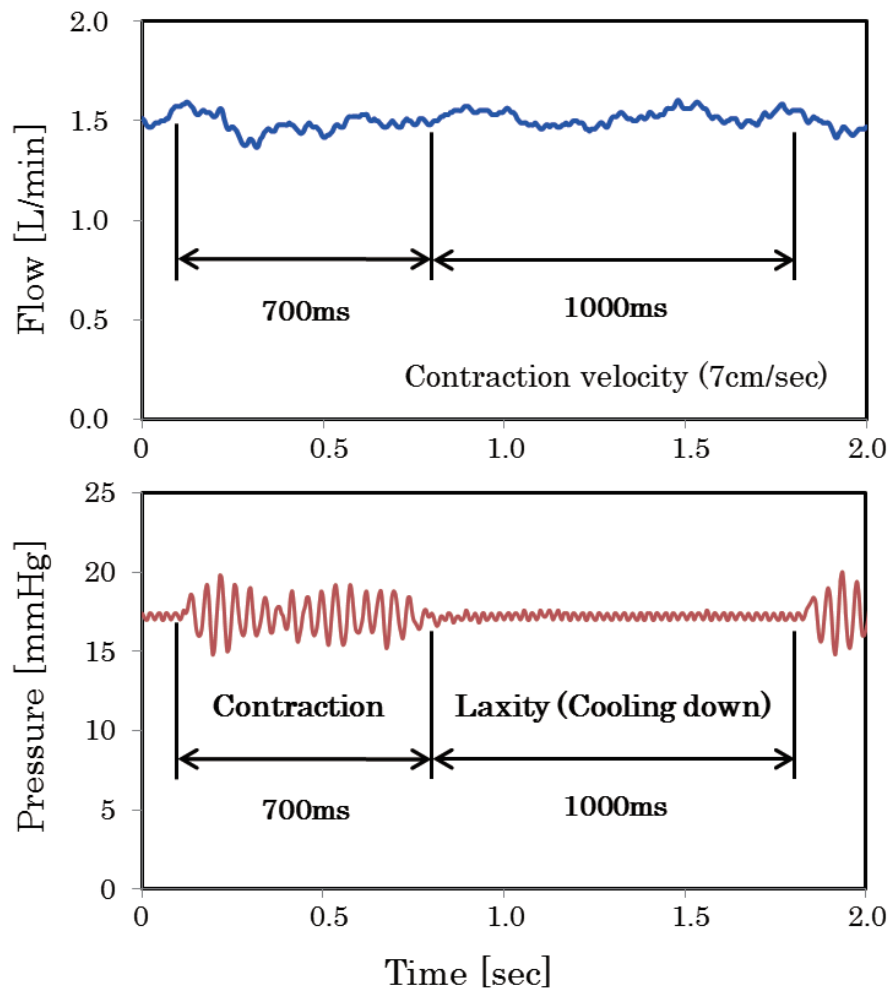 Flow [L/min]
2.0
1.5
1.0
0.5
0.0
700ms
1000ms
Contraction velocity (7cm/sec)
0
0.5
1.0
1.5
2.0
Pressure [mmHg]
25
20
15
10
5
0
Contraction
Laxity (Cooling down)
700ms
1000ms
0
0.5
1.0
1.5
2.0
Time [sec]